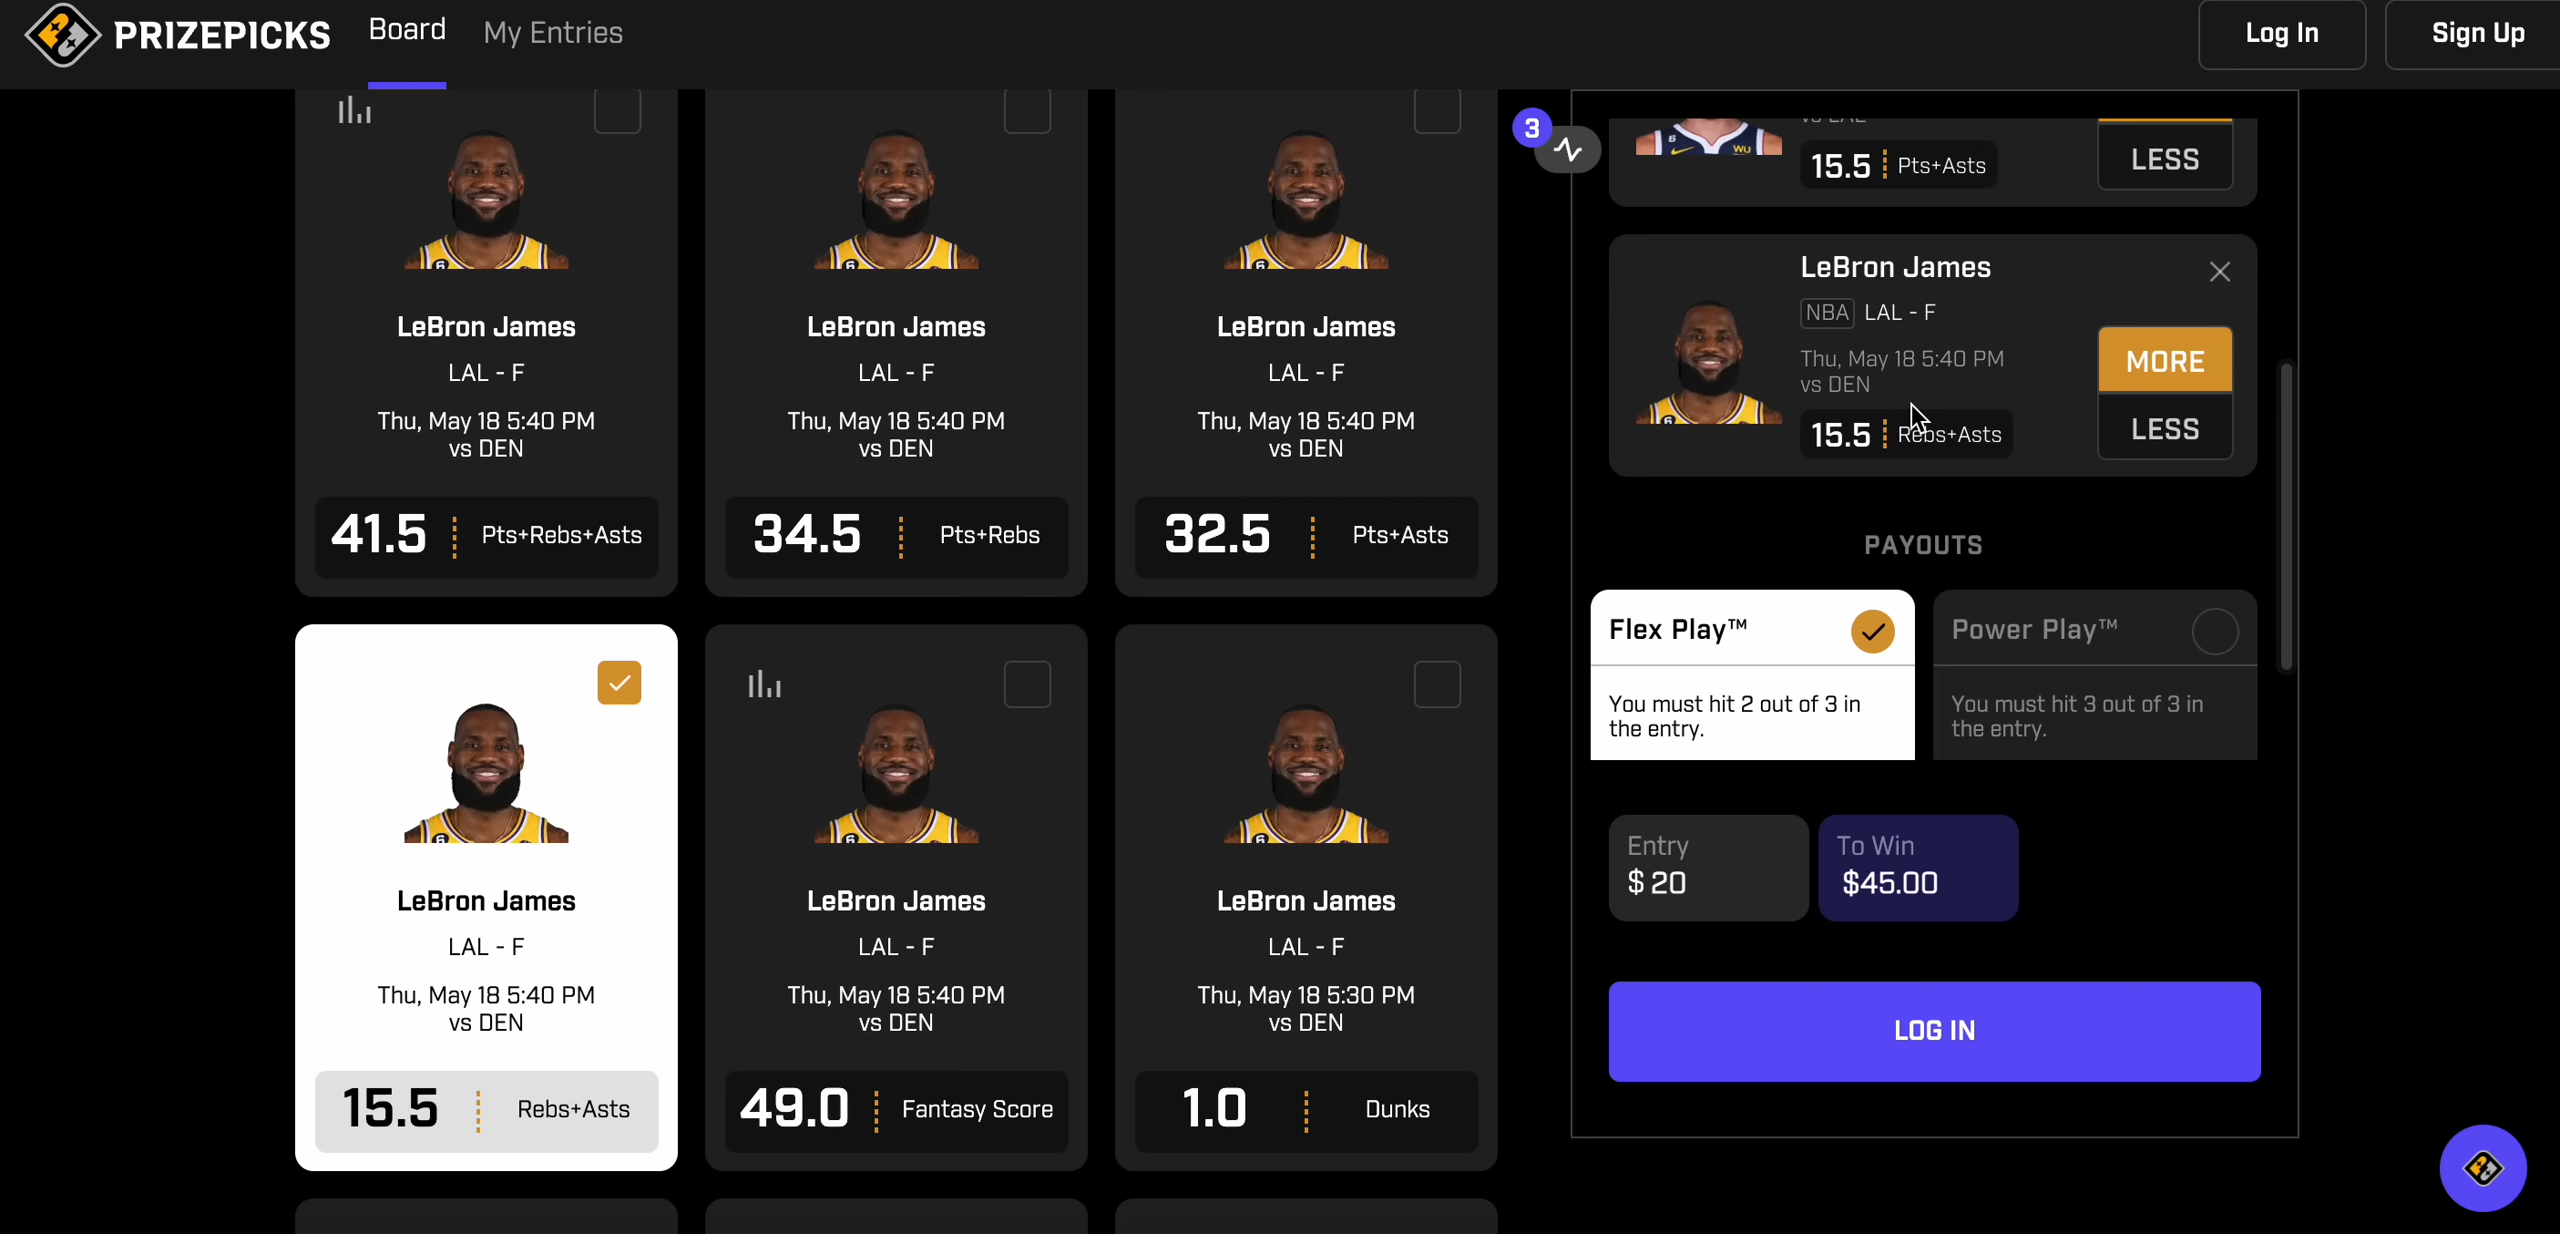 PRIZEPICKS
Board
My Entries
Log In
Sign Up
LeBron James
LAL - F
Thu, May 18 5:40 PM
vs DEN
41.5
Pts+Rebs+Asts
LeBron James
LAL - F
Thu, May 18 5:40 PM
vs DEN
34.5
Pts+Rebs
LeBron James
LAL - F
Thu, May 18 5:40 PM
vs DEN
32.5
Pts+Asts
LeBron James
LAL - F
Thu, May 18 5:40 PM
vs DEN
15.5
Rebs+Asts
LeBron James
LAL - F
Thu, May 18 5:40 PM
vs DEN
49.0
Fantasy Score
LeBron James
LAL - F
Thu, May 18 5:30 PM
vs DEN
1.0
Dunks
3
vs LAL
15.5
Pts+Asts
LESS
WU
LeBron James
NBA LAL - F
Thu, May 18 5:40 PM
vs DEN
15.5
Rebs+Asts
MORE
LESS
PAYOUTS
Flex Play™
You must hit 2 out of 3 in
the entry.
Power Play™
You must hit 3 out of 3 in
the entry.
Entry
$ 20
To Win
$45.00
LOG IN